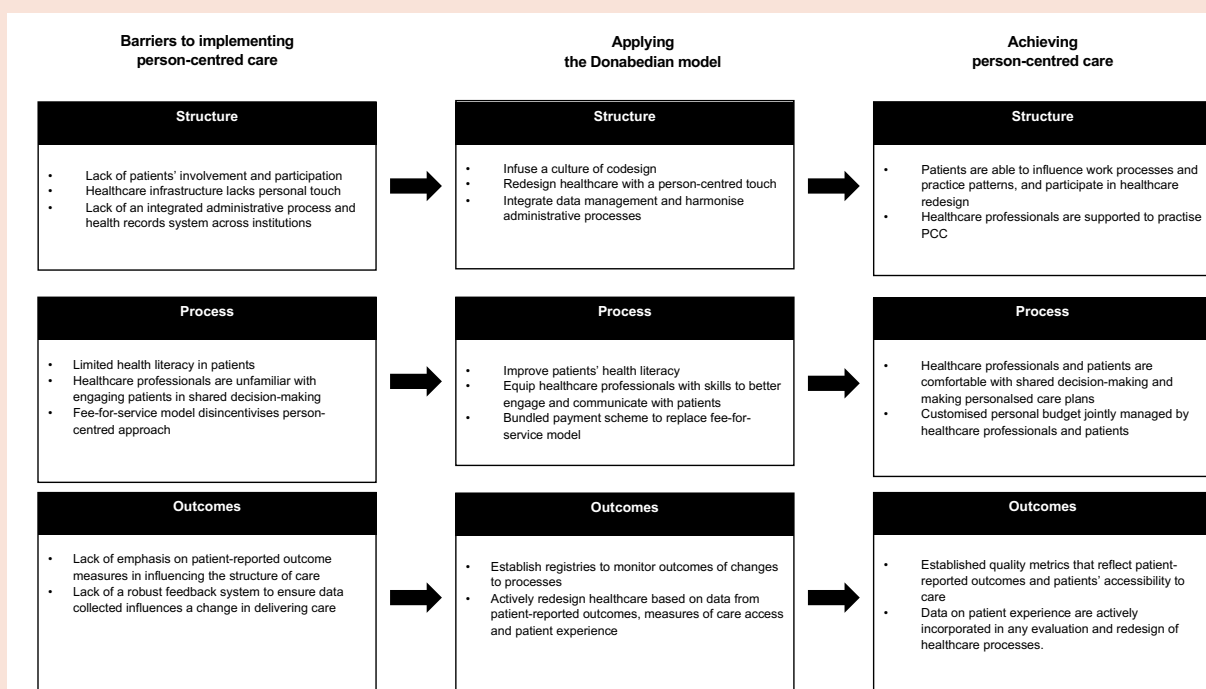 Barriers to implementing
person-centred care
Applying
the Donabedian model
Achieving
person-centred care
Structure
• Lack of patients' involvement and participation
• Healthcare infrastructure lacks personal touch
• Lack of an integrated administrative process and
health records system across institutions
Structure
• Infuse a culture of codesign
• Redesign healthcare with a person-centred touch
• Integrate data management and harmonise
administrative processes
Structure
• Patients are able to influence work processes and
practice patterns, and participate in healthcare
redesign
• Healthcare professionals are supported to practise
PCC
Process
• Limited health literacy in patients
• Healthcare professionals are unfamiliar with
engaging patients in shared decision-making
• Fee-for-service model disincentivises person-
centred approach
Process
• Improve patients' health literacy
• Equip healthcare professionals with skills to better
engage and communicate with patients
• Bundled payment scheme to replace fee-for-
service model
Process
• Healthcare professionals and patients are
comfortable with shared decision-making and
making personalsed care plans
• Customised personal budget jointly managed by
healthcare professionals and patients
Outcomes
• Lack of emphasis on patient-reported outcome
measures in influencing the structure of care
• Lack of a robust feedback system to ensure data
collected influences a change in delivering care
Outcomes
• Establish registries to monitor outcomes of changes
to processes
• Actively redesign healthcare based on data from
patient-reported outcomes, measures of care access
and patient experience
Outcomes
• Established quality metrics that reflect patient-
reported outcomes and patients' accessibility to
care
• Data on patient experience are actively
incorporated in any evaluation and redesign of
healthcare processes.